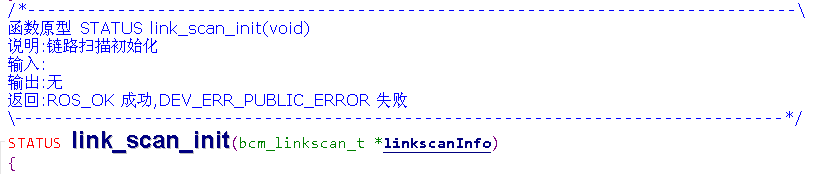 /*-----------------------------------------------------------------------------\
函数原型 STATUS link_scan_init(void)
说明:链路扫描初始化
输入:
输出:无
返回:ROS_OK 成功,DEV_ERR_PUBLIC_ERROR 失败
\-----------------------------------------------------------------------------*/
STATUS link_scan_init(bcm_linkscan_t *linkscanInfo)
{